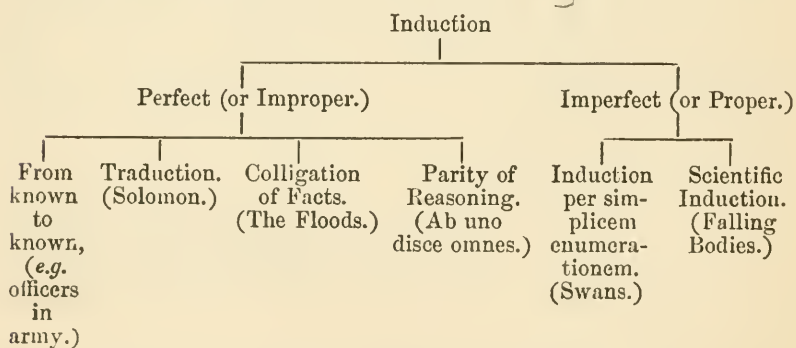 Induction
Perfect (or Improper.)
Imperfect (or Proper.)
From
known
to
known,
(e.g.
officers
in
army.)
Traduction.
(Solomon.)
Colligation
of Facts.
(The Floods.)
Parity of
Reasoning.
(Ab uno
disce omnes.)
Induction
per sim-
plicem
enumera-
tionem.
(Swans.)
Scientific
Induction.
(Falling
Bodies.)